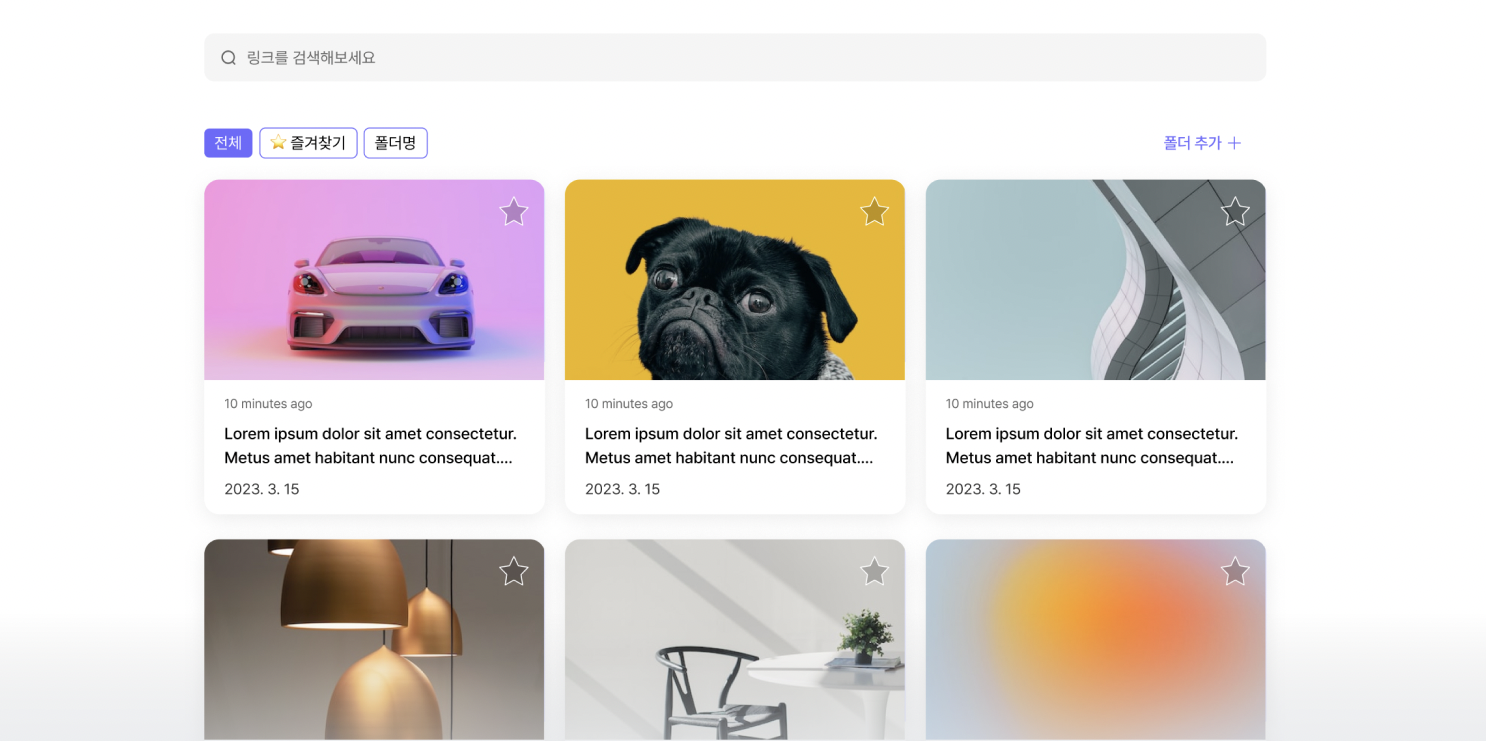 링크를 검색해보세요
전체 ⭐ 즐겨찾기 폴더명 폴더 추가 +
10 minutes ago
Lorem ipsum dolor sit amet consectetur.
Metus amet habitant nunc consequat....
2023. 3. 15
10 minutes ago
Lorem ipsum dolor sit amet consectetur.
Metus amet habitant nunc consequat....
2023. 3. 15
10 minutes ago
Lorem ipsum dolor sit amet consectetur.
Metus amet habitant nunc consequat....
2023. 3. 15